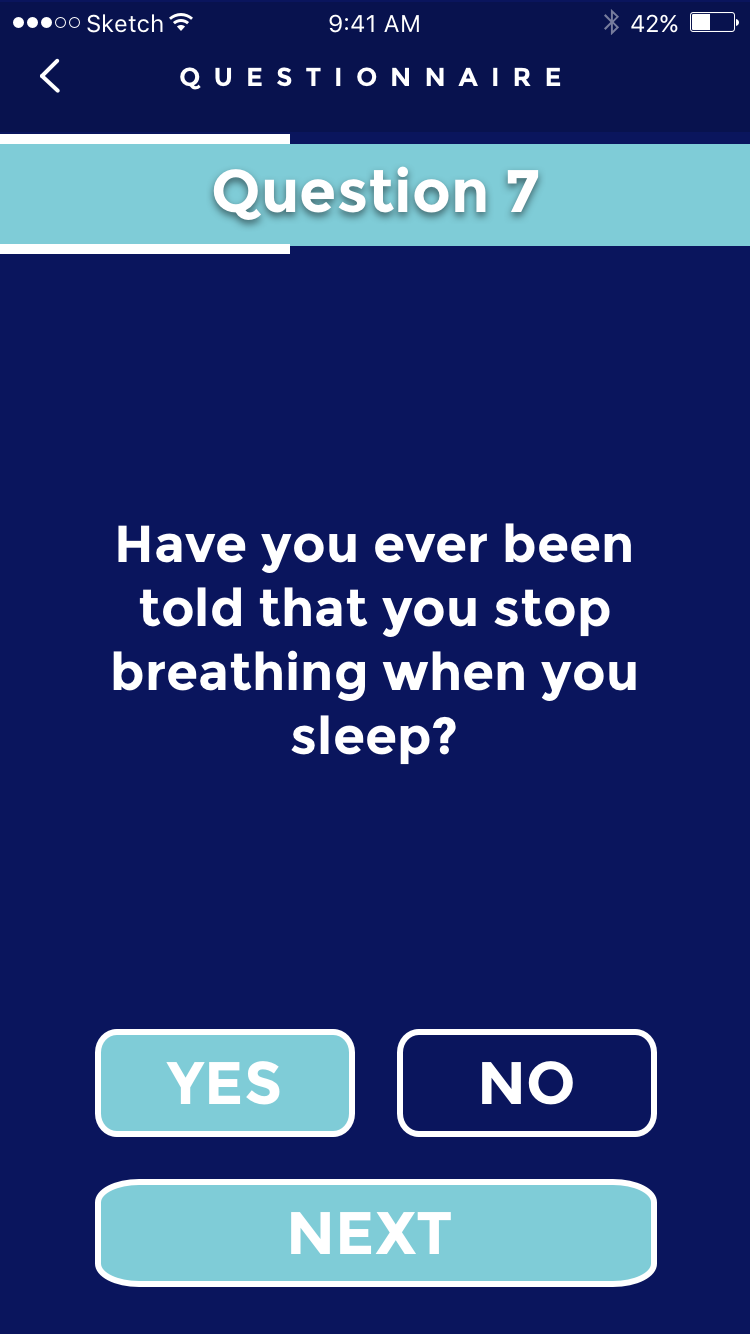 Sketch 9:41 AM 42%
QUESTIONNAIRE
Question 7
Have you ever been
told that you stop
breathing when you
sleep?
YES NO
NEXT